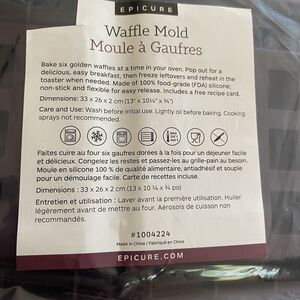 EPICURE
Waffle Mold
Moule à Gaufres
Bake six golden waffles at a time in your oven. Pop out for a
delicious, easy breakfast, then freeze leftovers and reheat in the
toaster when needed. Made of 100% food-grade (FDA) silicone;
non-stick and flexible for easy release. Includes a free recipe card.
Dimensions: 33 x 26 x 2 cm (13" x 10¼" x ¾")
Care and Use: Wash before initial use. Lightly oil before baking. Cooking
sprays not recommended.
Faites cuire au four six gaufres dorées à la fois pour un déjeuner facile
et délicieux. Congelez les restes et passez-les au grille-pain au besoin.
Moule en silicone 100 % de qualité alimentaire, antiadhésif et souple
pour un démoulage facile. Carte de recettes incluse.
Dimensions : 33 x 26 x 2 cm (13 x 10 ¼ x ¾ po)
Entretien et utilisation : Laver avant la première utilisation. Huiler
légèrement avant de mettre au four. Aérosols de cuisson non
recommandés.
#1004224
Made in China / Fabriqué en Chine
EPICURE.COM